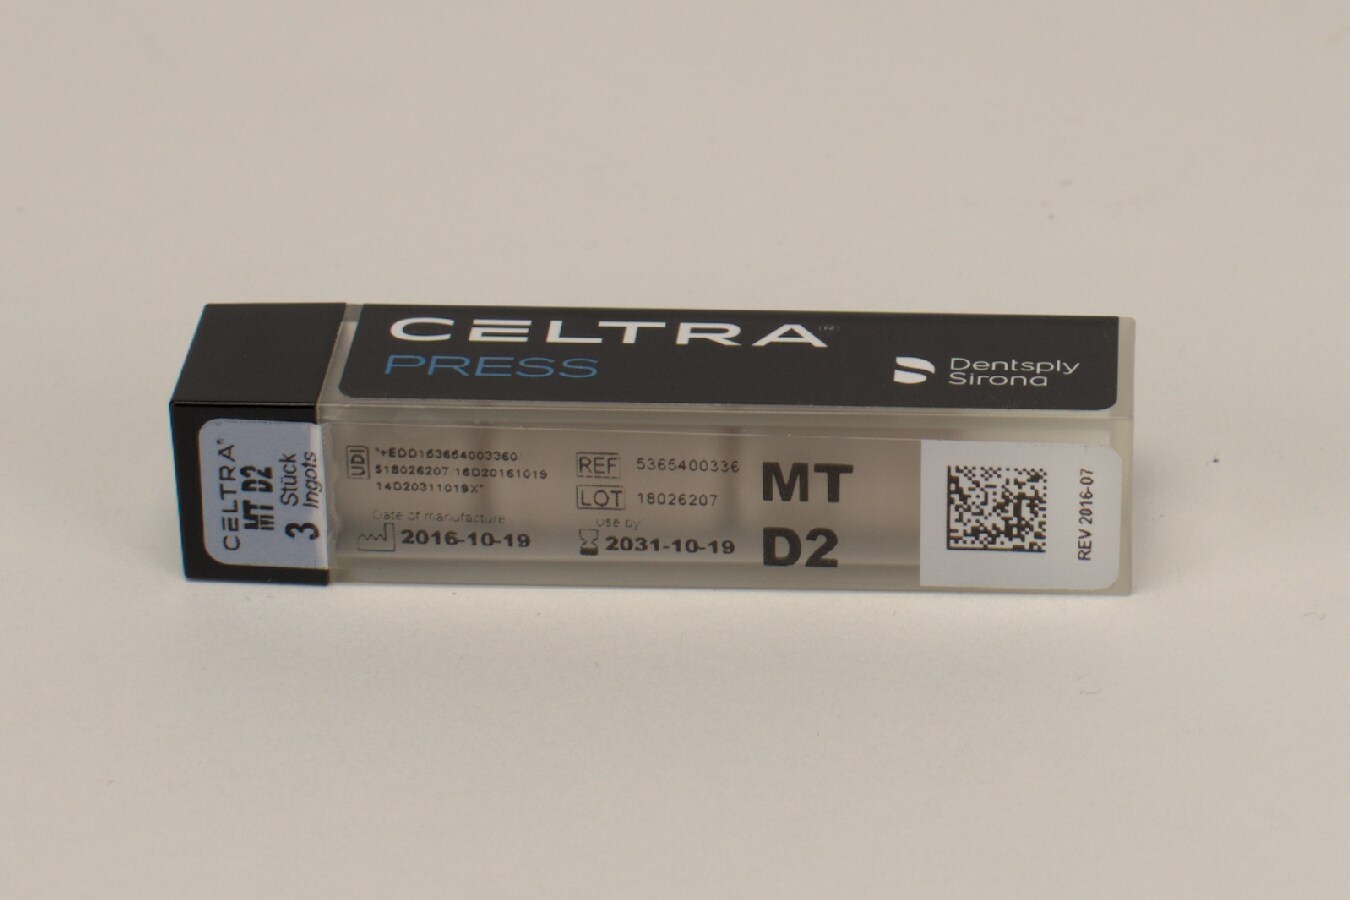 CELTRA®
PRESS
Dentsply
Sirona
CELTRA®
MT D2
3 Stück
Ingots
UDI
*+EDD153654003360
$18026207 16D20161019
14D20311019X*
REF 5365400336
LOT 18026207
Date of manufacture
2016-10-19
Use by
2031-10-19
MT
D2
REV 2016-07